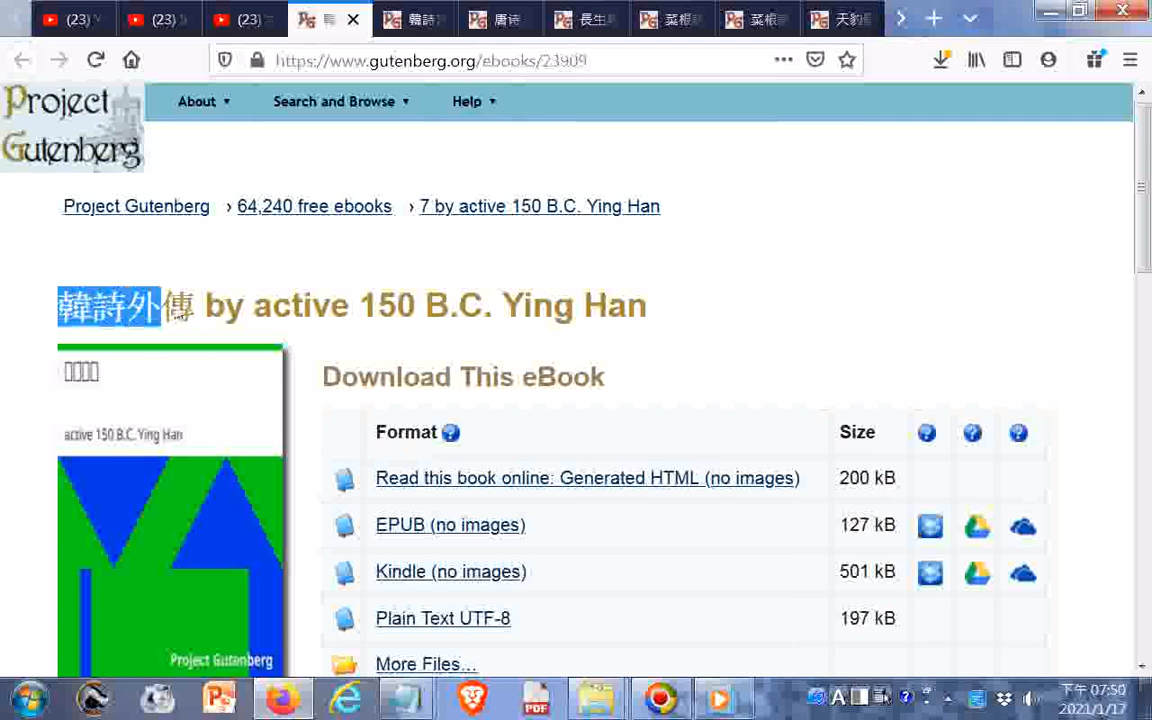 (23)
(23)
(23)
韓詩
唐诗
長生
菜根
菜根
天豹
https://www.gutenberg.org/ebooks/23909
Project
Gutenberg
About ▾ Search and Browse ▾ Help ▾
Project Gutenberg › 64,240 free ebooks › 7 by active 150 B.C. Ying Han
韓詩外傳 by active 150 B.C. Ying Han
active 150 B.C. Ying Han
Project Gutenberg
Download This eBook
Format Size
Read this book online: Generated HTML (no images) 200 kB
EPUB (no images) 127 kB
Kindle (no images) 501 kB
Plain Text UTF-8 197 kB
More Files...
PDF
A
下午 07:50
2021/1/17